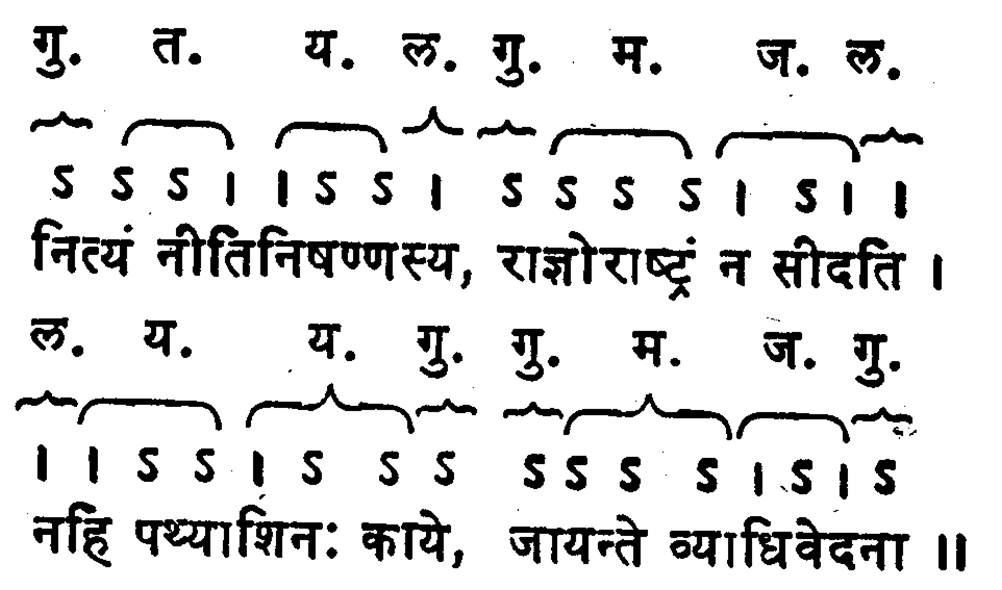 गु. त. य. ल. गु. म. ज. ल.
ऽ ऽ ऽ । । ऽ ऽ । ऽ ऽ ऽ ऽ । ऽ । ।
नित्यं नीतिनिषण्णस्य, राज्ञोराष्ट्रं न सीदति ।
ल. य. य. गु. गु. म. ज. गु.
। । ऽ ऽ । ऽ ऽ ऽ ऽ ऽ ऽ ऽ । ऽ । ऽ
नहि पथ्याशिनः काये, जायन्ते व्याधिवेदना ॥